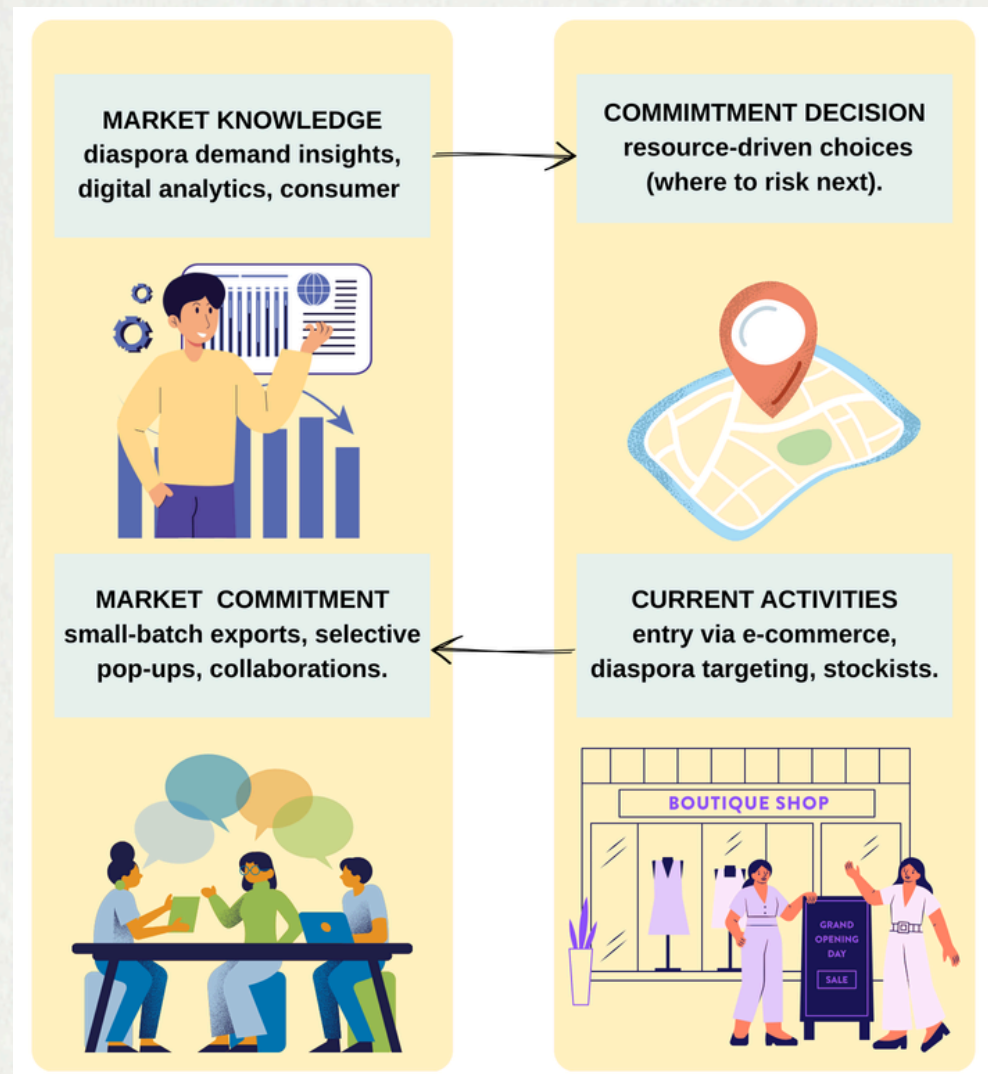 MARKET KNOWLEDGE
diaspora demand insights,
digital analytics, consumer
COMMIMTMENT DECISION
resource-driven choices
(where to risk next).
MARKET COMMITMENT
small-batch exports, selective
pop-ups, collaborations.
CURRENT ACTIVITIES
entry via e-commerce,
diaspora targeting, stockists.
BOUTIQUE SHOP
GRAND
OPENING
DAY
SALE